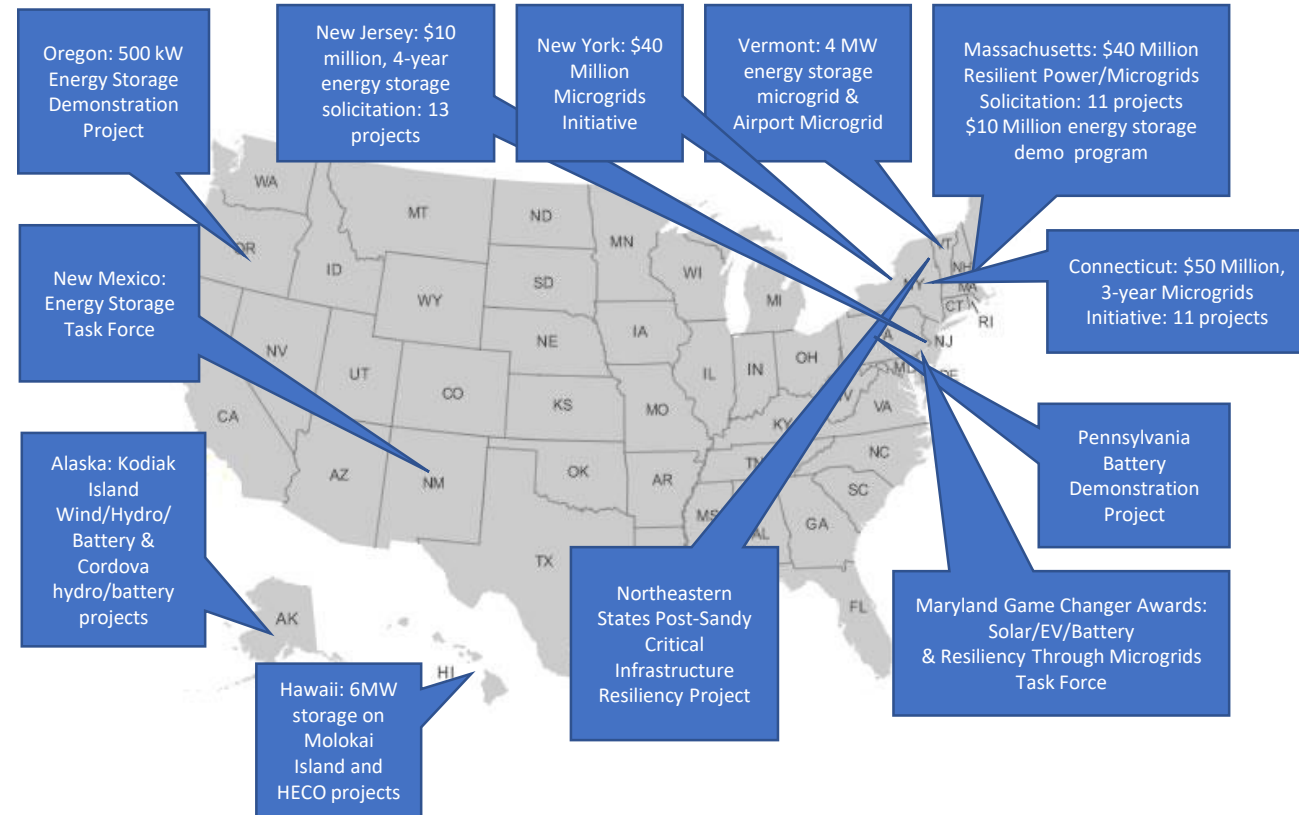 Oregon: 500 kW
Energy Storage
Demonstration
Project
New Jersey: $10
million, 4-year
energy storage
solicitation: 13
projects
New York: $40
Million
Microgrids
Initiative
Vermont: 4 MW
energy storage
microgrid &
Airport Microgrid
Massachusetts: $40 Million
Resilient Power/Microgrids
Solicitation: 11 projects
$10 Million energy storage
demo program
New Mexico:
Energy Storage
Task Force
Connecticut: $50 Million,
3-year Microgrids
Initiative: 11 projects
Alaska: Kodiak
Island
Wind/Hydro/
Battery &
Cordova
hydro/battery
projects
Pennsylvania
Battery
Demonstration
Project
Northeastern
States Post-Sandy
Critical
Infrastructure
Resiliency Project
Maryland Game Changer Awards:
Solar/EV/Battery
& Resiliency Through Microgrids
Task Force
Hawaii: 6MW
storage on
Molokai
Island and
HECO projects
WA
MT
ND
MN
OR
ID
WY
SD
WI
MI
NY
VT
NH
MA
CT
RI
NV
UT
CO
NE
IA
IL
IN
OH
NJ
MD
DE
CA
KS
MO
KY
VA
AZ
NM
OK
AR
TN
NC
SC
MS
AL
GA
TX
FL
AK
HI